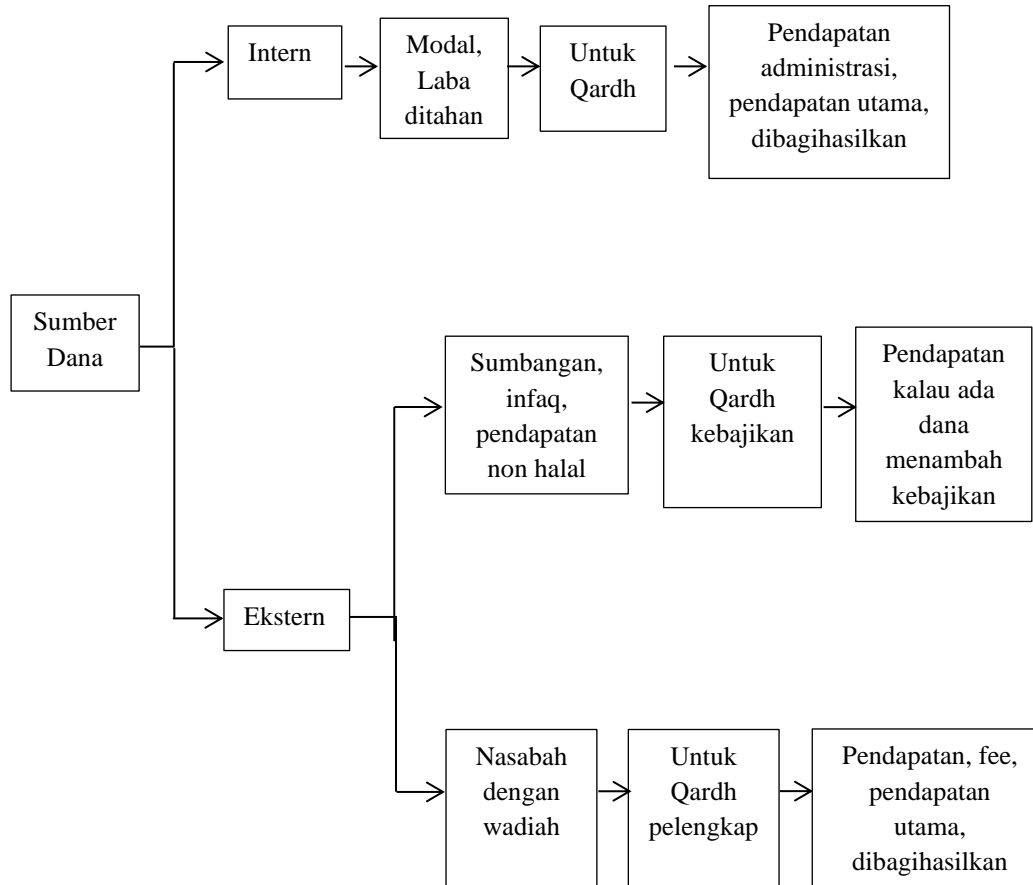 Intern
Modal,
Laba
ditahan
Untuk
Qardh
Pendapatan
administrasi,
pendapatan utama,
dibagihasilkan
Sumber
Dana
Sumbangan,
infaq,
pendapatan
non halal
Untuk
Qardh
kebajikan
Pendapatan
kalau ada
dana
menambah
kebajikan
Ekstern
Nasabah
dengan
wadiah
Untuk
Qardh
pelengkap
Pendapatan, fee,
pendapatan
utama,
dibagihasilkan